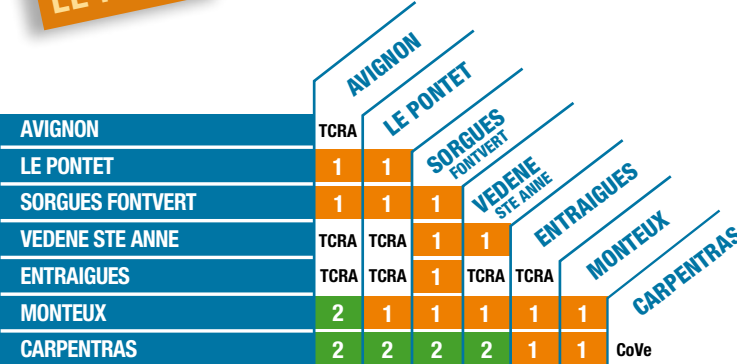 LE
AVIGNON
LE PONTET
SORGUES
FONTVERT
VEDENE
STE ANNE
ENTRAIGUES
MONTEUX
CARPENTRAS
AVIGNON TCRA
LE PONTET 1 1
SORGUES FONTVERT 1 1 1
VEDENE STE ANNE TCRA TCRA 1 1
ENTRAIGUES TCRA TCRA 1 TCRA TCRA
MONTEUX 2 1 1 1 1 1
CARPENTRAS 2 2 2 2 1 1 CoVe